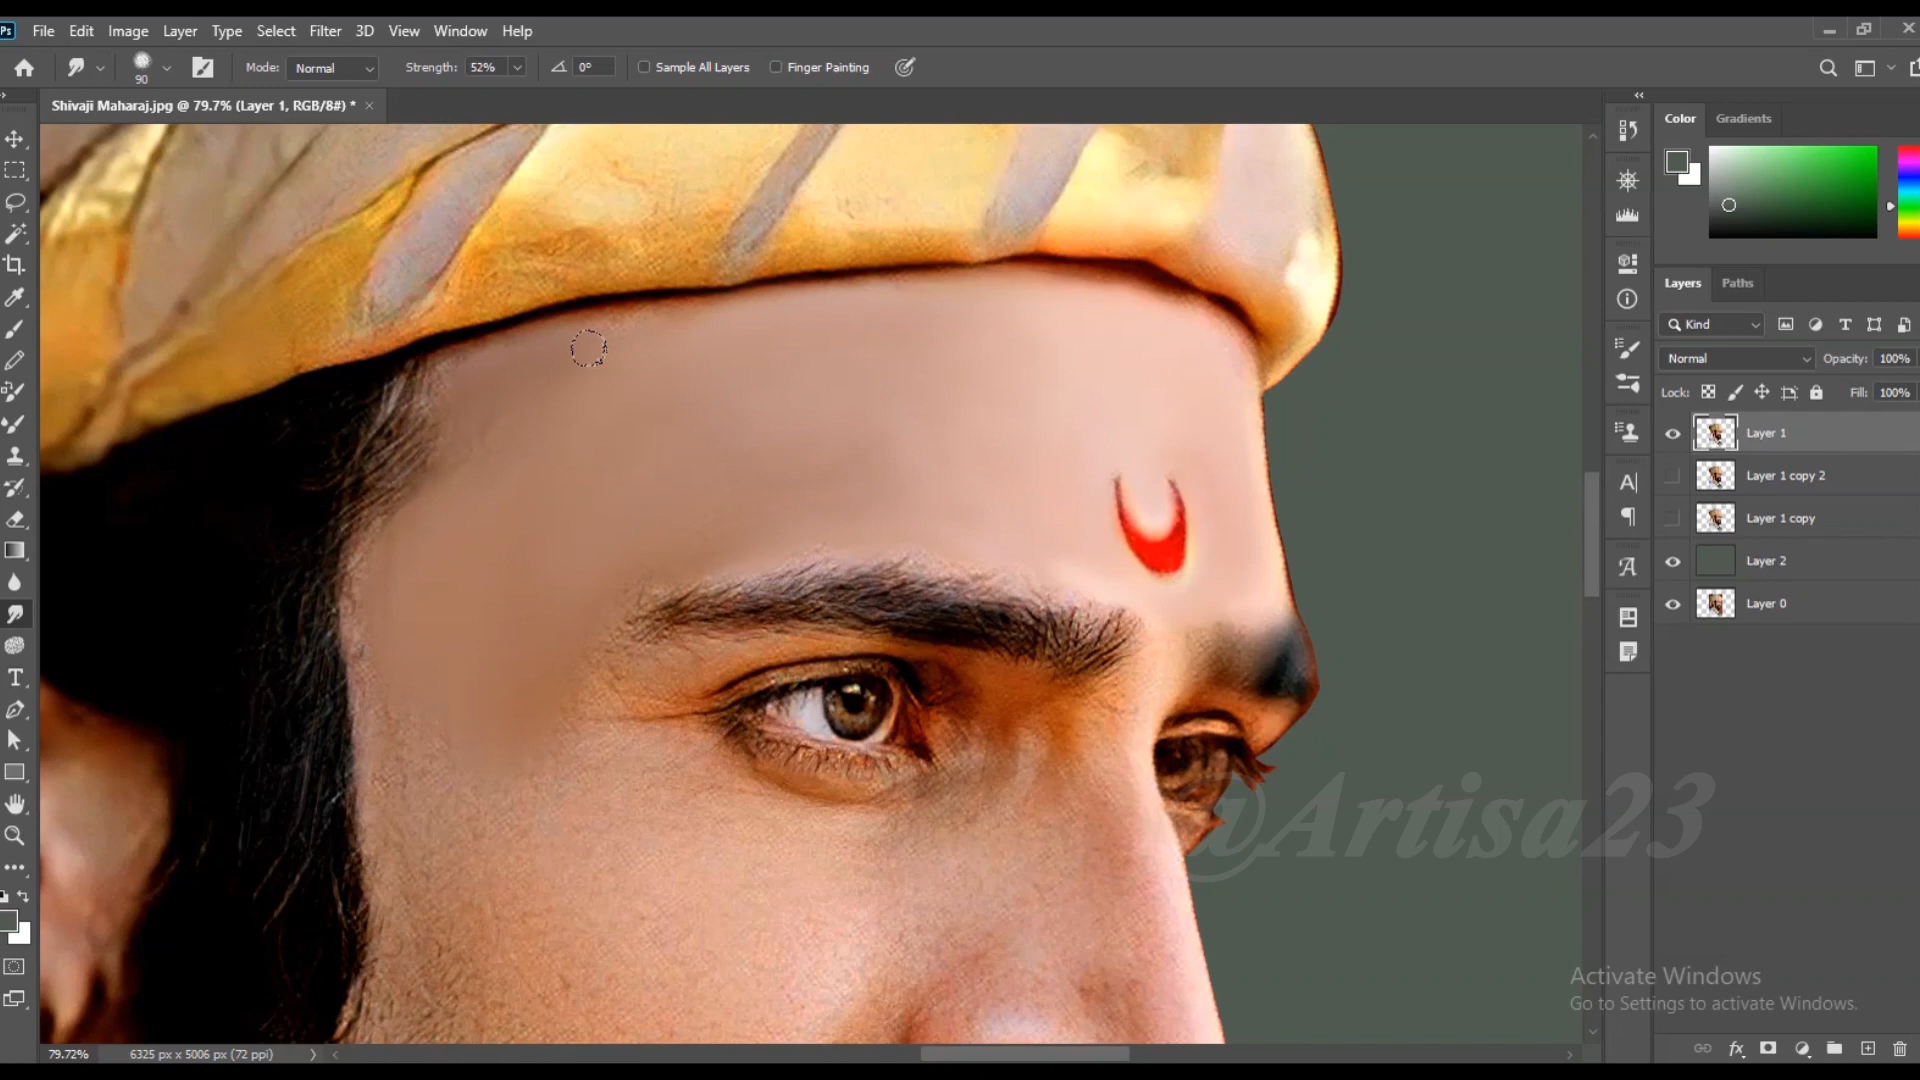 Ps File Edit Image Layer Type Select Filter 3D View Window Help
90 Mode: Normal Strength: 52% 0° Sample All Layers Finger Painting
Shivaji Maharaj.jpg @ 79.7% (Layer 1, RGB/8#) * ×
Color Gradients
Layers Paths
Kind
Normal Opacity: 100%
Lock: Fill: 100%
Layer 1
Layer 1 copy 2
Layer 1 copy
Layer 2
Layer 0
@Artisa23
Activate Windows
Go to Settings to activate Windows.
79.72% 6325 px x 5006 px (72 ppi)